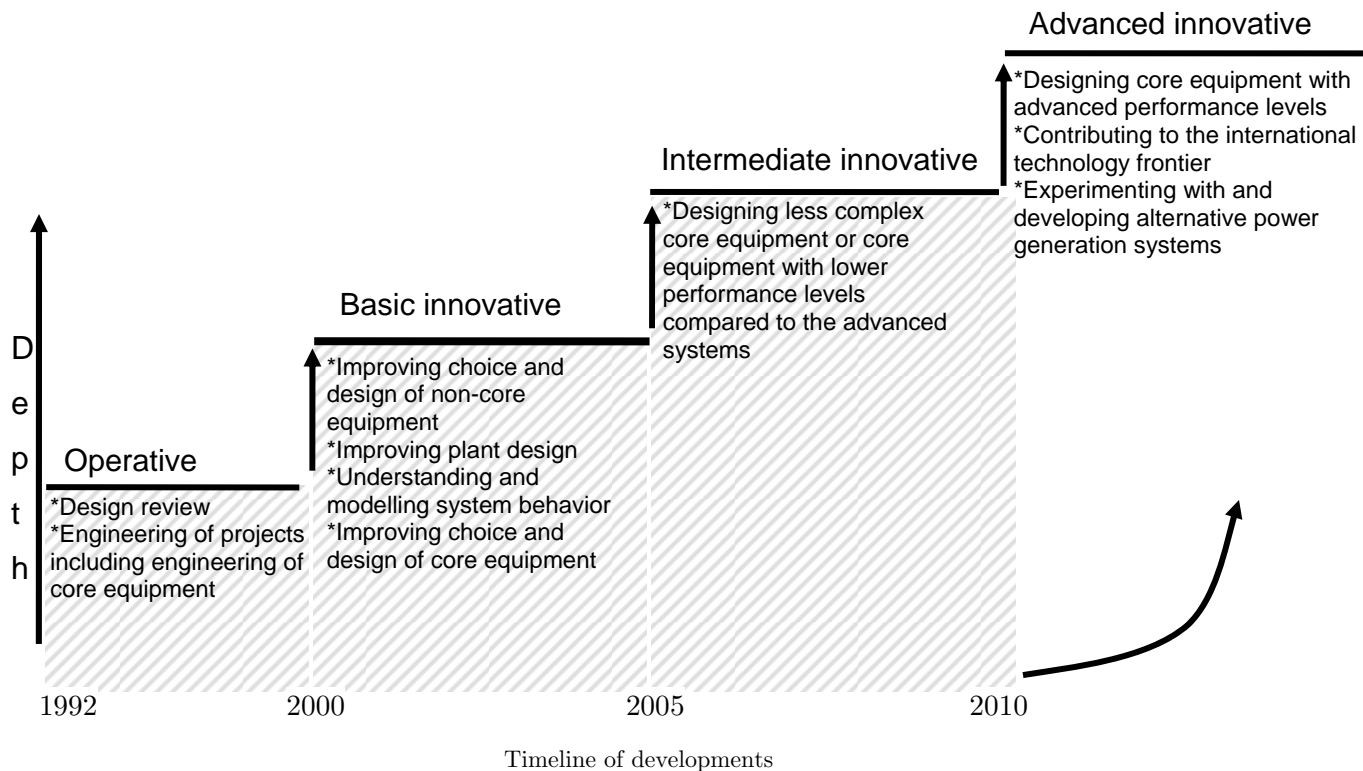 Advanced innovative
*Designing core equipment with
advanced performance levels
*Contributing to the international
technology frontier
*Experimenting with and
developing alternative power
generation systems
Intermediate innovative
*Designing less complex
core equipment or core
equipment with lower
performance levels
compared to the advanced
systems
Basic innovative
*Improving choice and
design of non-core
equipment
*Improving plant design
*Understanding and
modelling system behavior
*Improving choice and
design of core equipment
Operative
*Design review
*Engineering of projects
including engineering of
core equipment
D
e
p
t
h
1992
2000
2005
2010
Timeline of developments